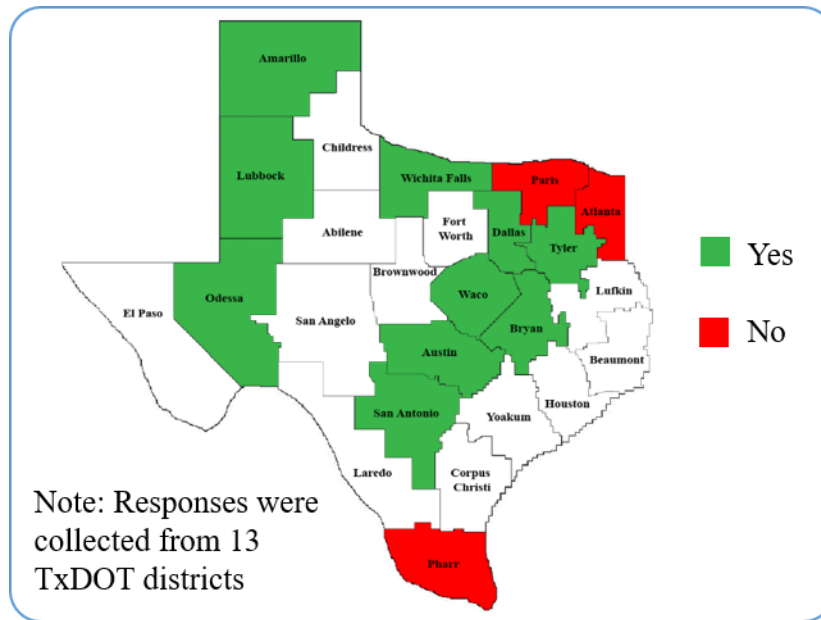 Amarillo
Childress
Lubbock
Wichita Falls
Paris
Atlanta
Abilene
Fort
Worth
Dallas
Tyler
Yes
Brownwood
Odessa
Waco
Lufkin
El Paso
San Angelo
Bryan
No
Austin
Beaumont
San Antonio
Houston
Yoakum
Laredo
Corpus
Christi
Note: Responses were
collected from 13
TxDOT districts
Pharr